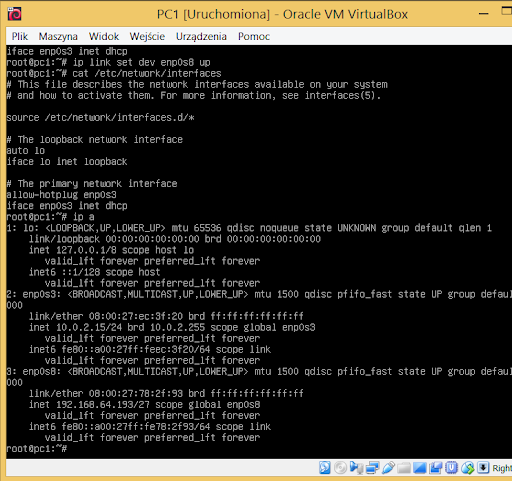 PC1 [Uruchomiona] - Oracle VM VirtualBox
Plik Maszyna Widok Wejście Urządzenia Pomoc
iface enp0s3 inet dhcp
root@pc1:~# ip link set dev enp0s8 up
root@pc1:~# cat /etc/network/interfaces
# This file describes the network interfaces available on your system
# and how to activate them. For more information, see interfaces(5).
source /etc/network/interfaces.d/*
# The loopback network interface
auto lo
iface lo inet loopback
# The primary network interface
allow-hotplug enp0s3
iface enp0s3 inet dhcp
root@pc1:~# ip a
1: lo: <LOOPBACK,UP,LOWER_UP> mtu 65536 qdisc noqueue state UNKNOWN group default qlen 1
link/loopback 00:00:00:00:00:00 brd 00:00:00:00:00:00
inet 127.0.0.1/8 scope host lo
valid_lft forever preferred_lft forever
inet6 ::1/128 scope host
valid_lft forever preferred_lft forever
2: enp0s3: <BROADCAST,MULTICAST,UP,LOWER_UP> mtu 1500 qdisc pfifo_fast state UP group defau
000
link/ether 08:00:27:ec:3f:20 brd ff:ff:ff:ff:ff:ff
inet 10.0.2.15/24 brd 10.0.2.255 scope global enp0s3
valid_lft forever preferred_lft forever
inet6 fe80::a00:27ff:feec:3f20/64 scope link
valid_lft forever preferred_lft forever
3: enp0s8: <BROADCAST,MULTICAST,UP,LOWER_UP> mtu 1500 qdisc pfifo_fast state UP group defau
000
link/ether 08:00:27:78:2f:93 brd ff:ff:ff:ff:ff:ff
inet 192.168.64.193/27 scope global enp0s8
valid_lft forever preferred_lft forever
inet6 fe80::a00:27ff:fe78:2f93/64 scope link
valid_lft forever preferred_lft forever
root@pc1:~#
Right